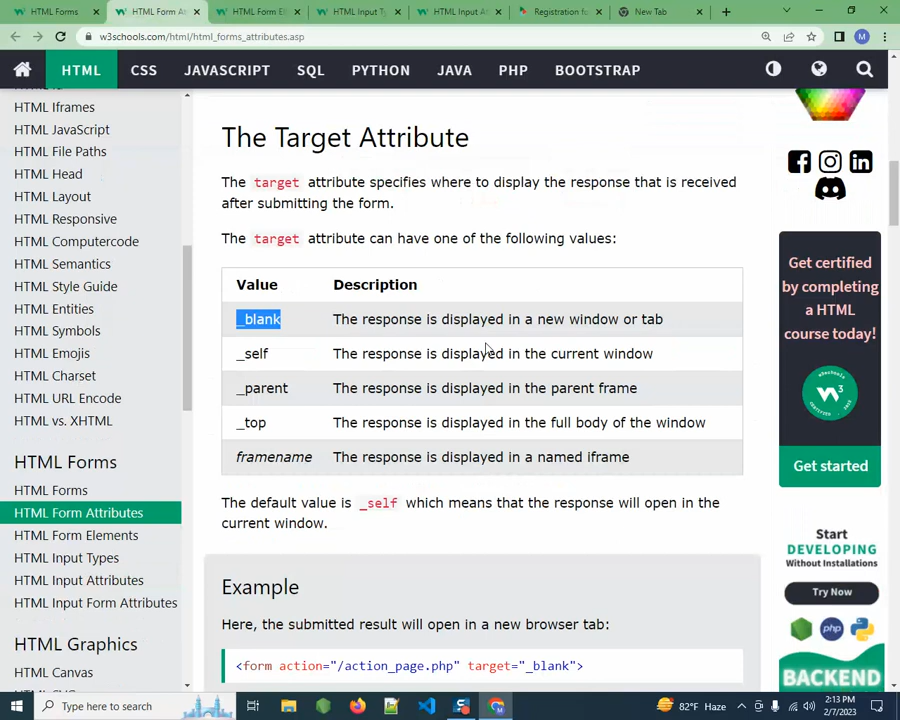 HTML Forms
HTML Form A
HTML Form El
HTML Input Ty
HTML Input At
Registration fo
New Tab
w3schools.com/html/html_forms_attributes.asp
M
HTML
CSS
JAVASCRIPT
SQL
PYTHON
JAVA
PHP
BOOTSTRAP
HTML Iframes
HTML JavaScript
HTML File Paths
HTML Head
HTML Layout
HTML Responsive
HTML Computercode
HTML Semantics
HTML Style Guide
HTML Entities
HTML Symbols
HTML Emojis
HTML Charset
HTML URL Encode
HTML vs. XHTML
HTML Forms
HTML Forms
HTML Form Attributes
HTML Form Elements
HTML Input Types
HTML Input Attributes
HTML Input Form Attributes
HTML Graphics
HTML Canvas
The Target Attribute
The target attribute specifies where to display the response that is received
after submitting the form.
The target attribute can have one of the following values:
Value Description
_blank The response is displayed in a new window or tab
_self The response is displayed in the current window
_parent The response is displayed in the parent frame
_top The response is displayed in the full body of the window
framename The response is displayed in a named iframe
The default value is _self which means that the response will open in the
current window.
Example
Here, the submitted result will open in a new browser tab:
<form action="/action_page.php" target="_blank">
Get certified
by completing
a HTML
course today!
Get started
Start
DEVELOPING
Without Installations
Try Now
php
BACKEND
Type here to search
82°F Haze
2:13 PM
2/7/2023